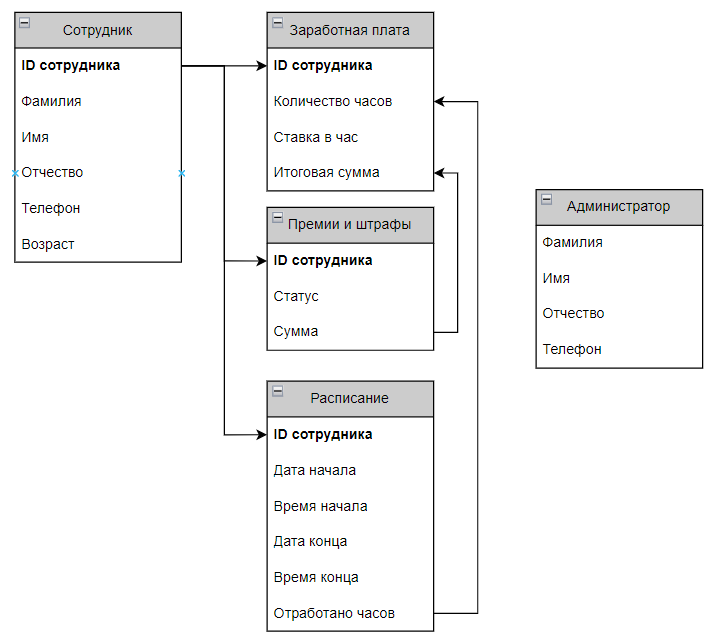 Сотрудник
ID сотрудника
Фамилия
Имя
Отчество
Телефон
Возраст
Заработная плата
ID сотрудника
Количество часов
Ставка в час
Итоговая сумма
Премии и штрафы
ID сотрудника
Статус
Сумма
Расписание
ID сотрудника
Дата начала
Время начала
Дата конца
Время конца
Отработано часов
Администратор
Фамилия
Имя
Отчество
Телефон